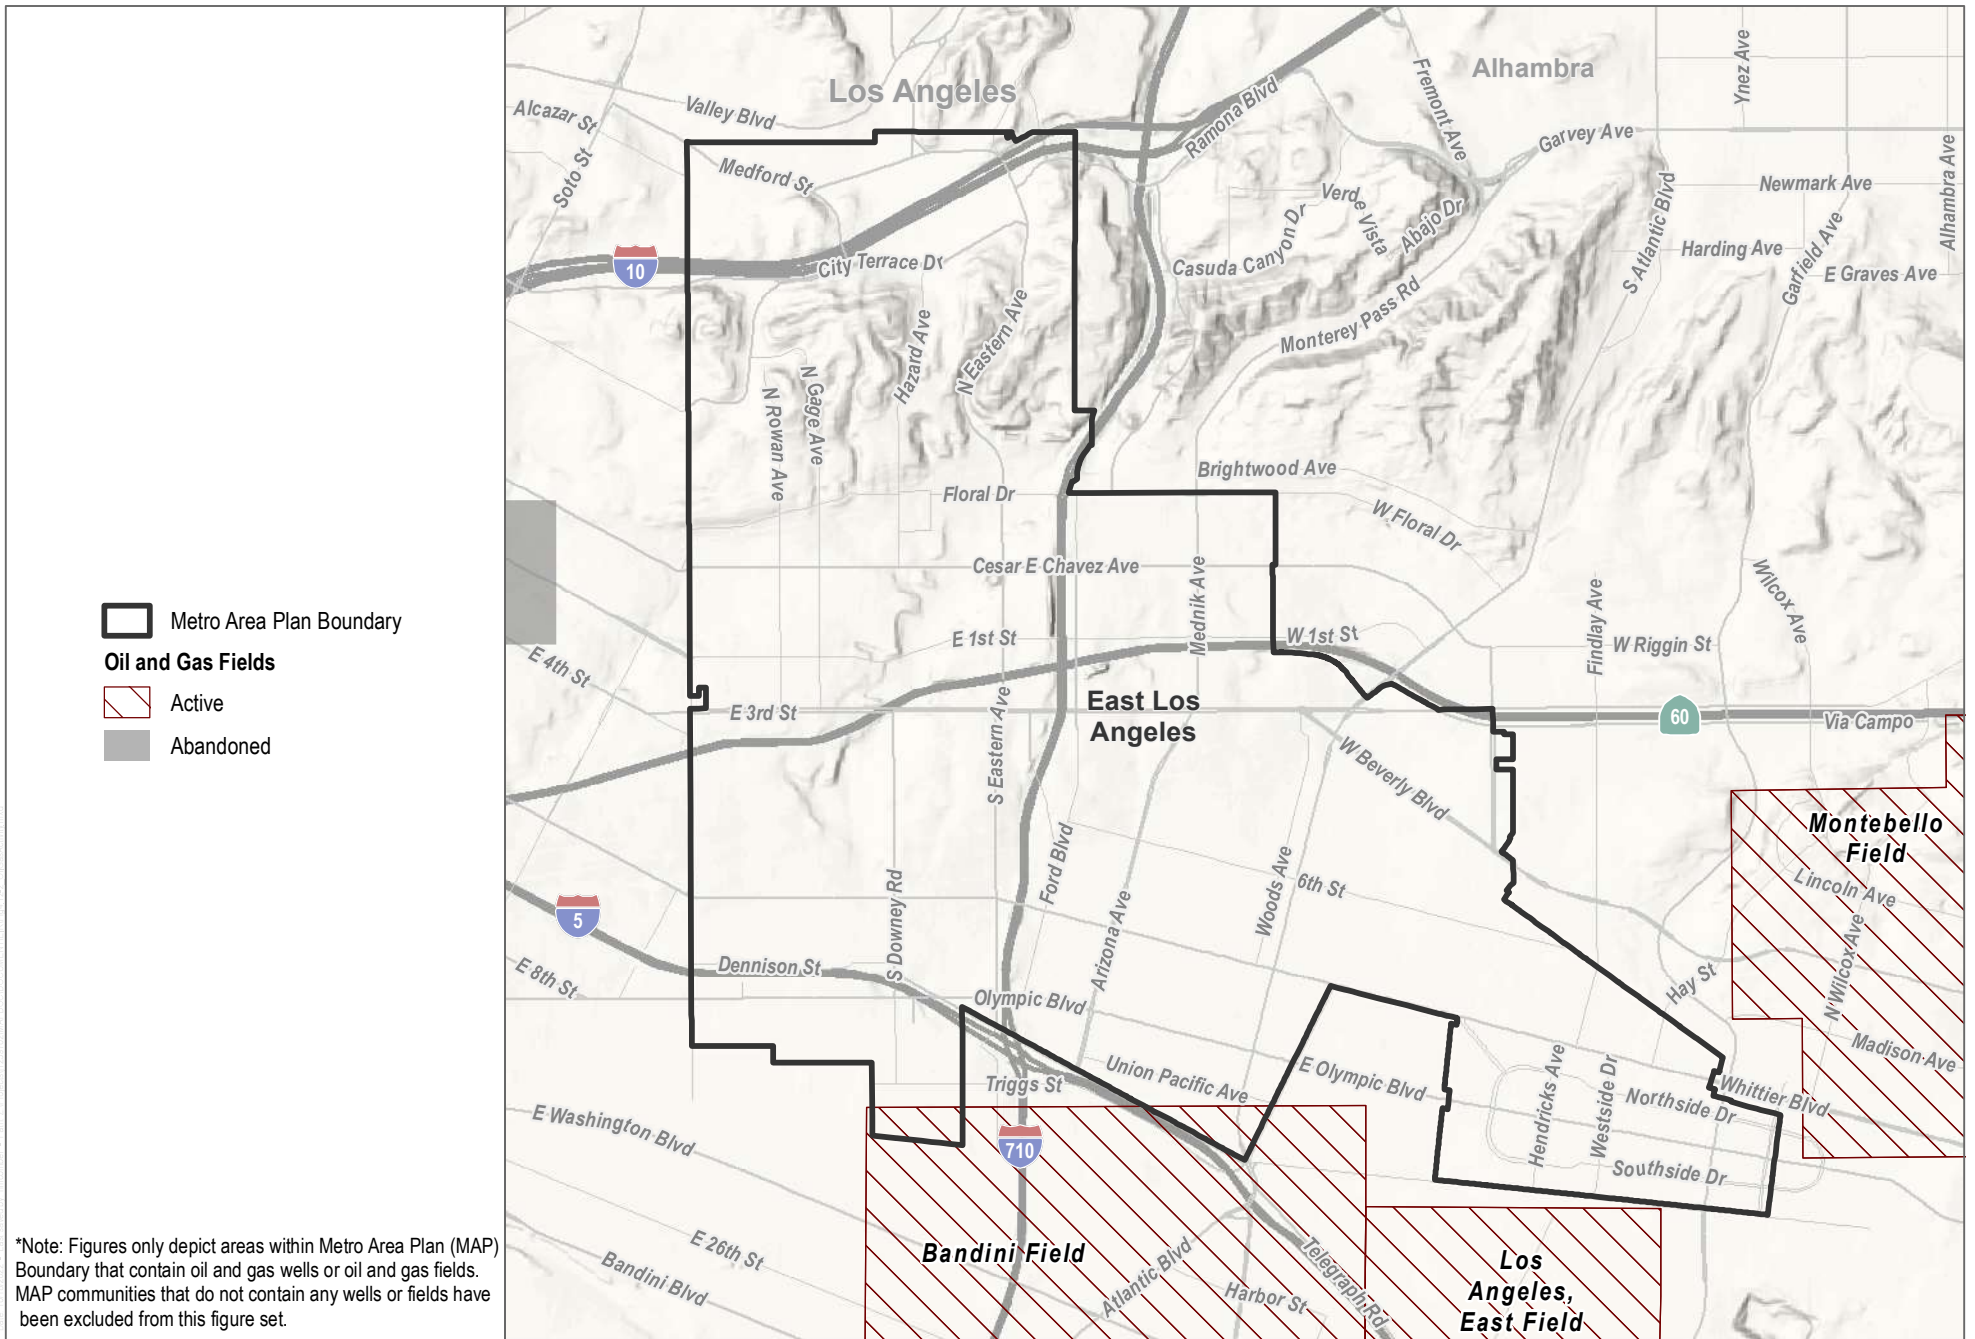 Los Angeles
Alhambra
Valley Blvd
Alcazar St
Soto St
Medford St
Ramona Blvd
Fremont Ave
Garvey Ave
Ynez Ave
Alhambra Ave
Newmark Ave
S Atlantic Blvd
Harding Ave
Garfield Ave
E Graves Ave
Verde Vista
Abajo Dr
Casuda Canyon Dr
Monterey Pass Rd
10
City Terrace Dr
Hazard Ave
N Eastern Ave
N Gage Ave
N Rowan Ave
Floral Dr
Brightwood Ave
W Floral Dr
Cesar E Chavez Ave
Mednik Ave
Findlay Ave
Wilcox Ave
E 1st St
W 1st St
W Riggin St
E 4th St
E 3rd St
East Los
Angeles
60
Via Campo
S Eastern Ave
W Beverly Blvd
Montebello
Field
Lincoln Ave
N Wilcox Ave
Madison Ave
Ford Blvd
Woods Ave
6th St
Arizona Ave
S Downey Rd
5
Dennison St
E 8th St
Olympic Blvd
Hay St
Union Pacific Ave
E Olympic Blvd
Triggs St
Hendricks Ave
Westside Dr
Northside Dr
Whittier Blvd
Southside Dr
E Washington Blvd
710
E 26th St
Bandini Blvd
Bandini Field
Atlantic Blvd
Harbor St
Telegraph Rd
Los
Angeles,
East Field
Metro Area Plan Boundary
Oil and Gas Fields
Active
Abandoned
*Note: Figures only depict areas within Metro Area Plan (MAP)
Boundary that contain oil and gas wells or oil and gas fields.
MAP communities that do not contain any wells or fields have
been excluded from this figure set.